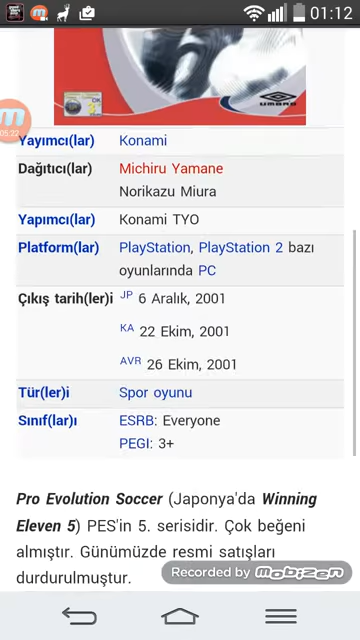 01:12
UMBRO
05:22
Yayımcı(lar) Konami
Dağıtıcı(lar) Michiru Yamane
Norikazu Miura
Yapımcı(lar) Konami TYO
Platform(lar) PlayStation, PlayStation 2 bazı
oyunlarında PC
Çıkış tarih(ler)i JP 6 Aralık, 2001
KA 22 Ekim, 2001
AVR 26 Ekim, 2001
Tür(ler)i Spor oyunu
Sınıf(lar)ı ESRB: Everyone
PEGI: 3+
Pro Evolution Soccer (Japonya'da Winning
Eleven 5) PES'in 5. serisidir. Çok beğeni
almıştır. Günümüzde resmi satışları
durdurulmuştur.
Recorded by mobizen